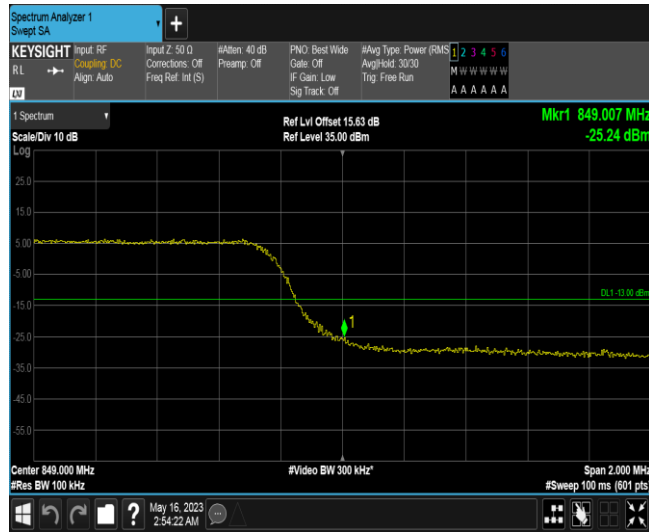 Spectrum Analyzer 1
Swept SA
+
KEYSIGHT Input: RF Input Z: 50 Ω #Atten: 40 dB PNO: Best Wide #Avg Type: Power (RMS 1 2 3 4 5 6
RL Coupling: DC Corrections: Off Preamp: Off Gate: Off Avg|Hold: 30/30 M W W W W W
Align: Auto Freq Ref: Int (S) IF Gain: Low Trig: Free Run
LXI Sig Track: Off A A A A A A
1 Spectrum Ref Lvl Offset 15.63 dB Mkr1 849.007 MHz
Scale/Div 10 dB Ref Level 35.00 dBm -25.24 dBm
Log
25.0
15.0
5.00
-5.00
DL1 -13.00 dBm
-15.0
1
-25.0
-35.0
-45.0
-55.0
Center 849.000 MHz #Video BW 300 kHz* Span 2.000 MHz
#Res BW 100 kHz #Sweep 100 ms (601 pts)
? May 16, 2023
2:54:22 AM